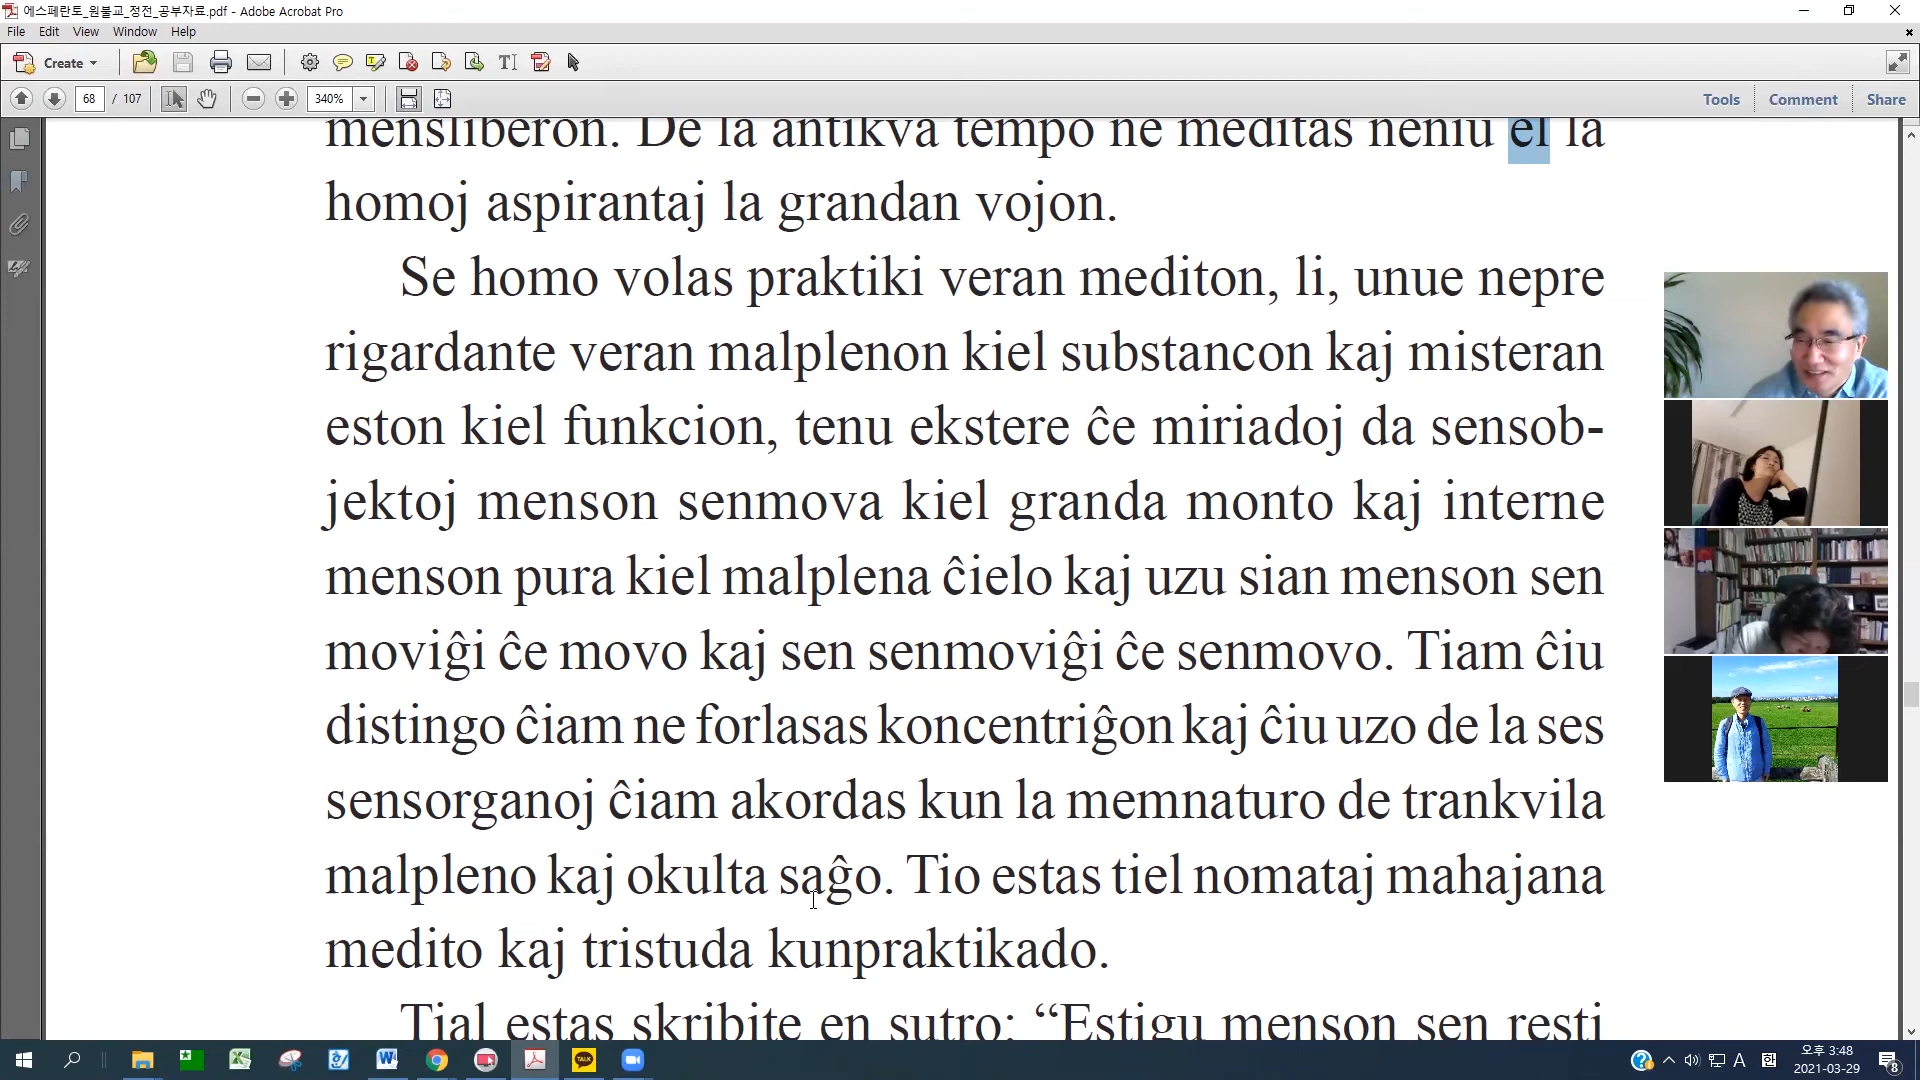 에스페란토_원불교_정전_공부자료.pdf - Adobe Acrobat Pro
File Edit View Window Help
Create
68 / 107
340%
Tools Comment Share
mensliberon. De la antikva tempo ne meditas neniu el la
homoj aspirantaj la grandan vojon.
Se homo volas praktiki veran mediton, li, unue nepre
rigardante veran malplenon kiel substancon kaj misteran
eston kiel funkcion, tenu ekstere ĉe miriadoj da sensob-
jektoj menson senmova kiel granda monto kaj interne
menson pura kiel malplena ĉielo kaj uzu sian menson sen
moviĝi ĉe movo kaj sen senmoviĝi ĉe senmovo. Tiam ĉiu
distingo ĉiam ne forlasas koncentriĝon kaj ĉiu uzo de la ses
sensorganoj ĉiam akordas kun la memnaturo de trankvila
malpleno kaj okulta saĝo. Tio estas tiel nomataj mahajana
medito kaj tristuda kunpraktikado.
Tial estas skribite en sutro: “Estigu menson sen resti
TALK
A 한
오후 3:48
2021-03-29
8